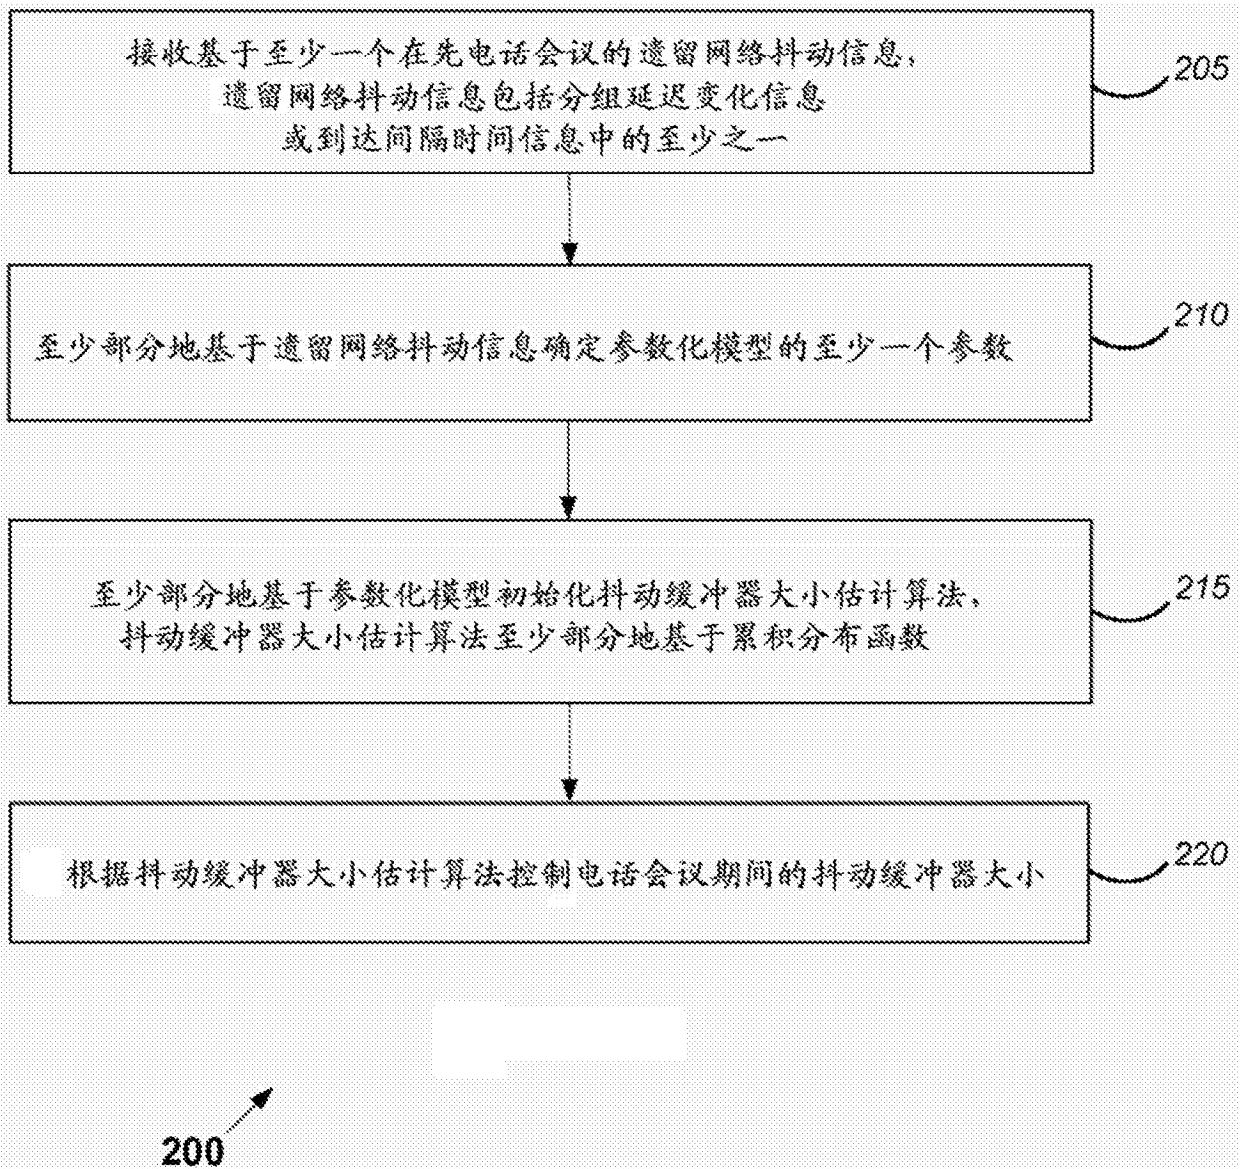 接收基于至少一个在先电话会议的遗留网络抖动信息，
遗留网络抖动信息包括分组延迟变化信息
或到达间隔时间信息中的至少之一
205
至少部分地基于遗留网络抖动信息确定参数化模型的至少一个参数
210
至少部分地基于参数化模型初始化抖动缓冲器大小估计算法，
抖动缓冲器大小估计算法至少部分地基于累积分布函数
215
根据抖动缓冲器大小估计算法控制电话会议期间的抖动缓冲器大小
220
200